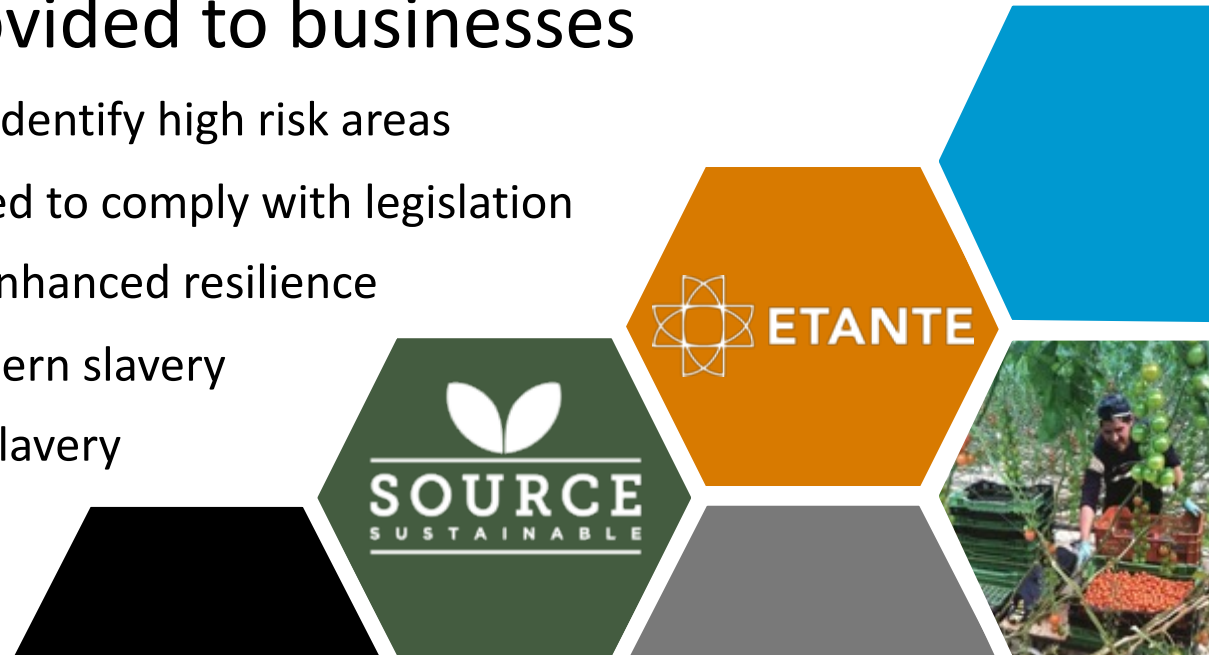 ovided to businesses
dentify high risk areas
ed to comply with legislation
nhanced resilience
ern slavery
lavery
ETANTE
SOURCE
SUSTAINABLE